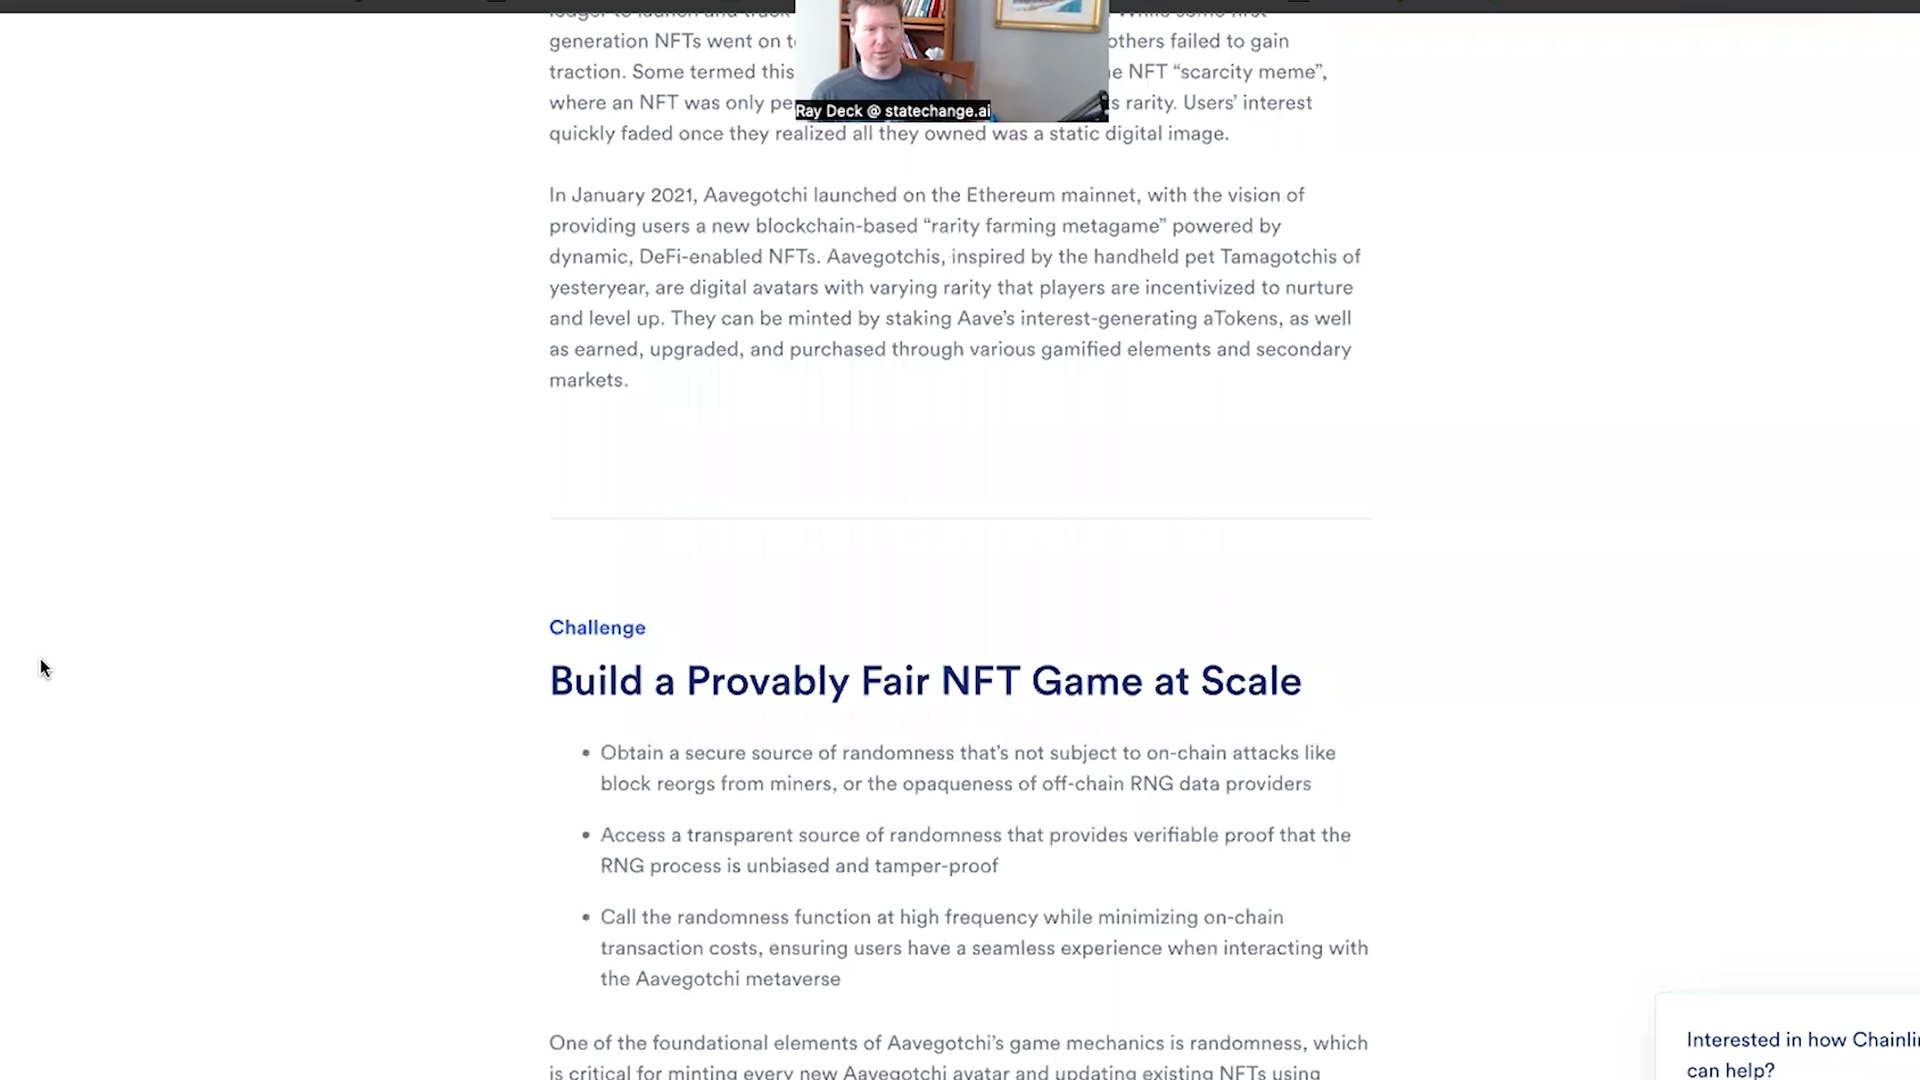 ledger to launch and track
generation NFTs went on t others failed to gain
traction. Some termed this e NFT “scarcity meme”,
where an NFT was only pe s rarity. Users’ interest
Ray Deck @ statechange.ai
quickly faded once they realized all they owned was a static digital image.
In January 2021, Aavegotchi launched on the Ethereum mainnet, with the vision of
providing users a new blockchain-based “rarity farming metagame” powered by
dynamic, DeFi-enabled NFTs. Aavegotchis, inspired by the handheld pet Tamagotchis of
yesteryear, are digital avatars with varying rarity that players are incentivized to nurture
and level up. They can be minted by staking Aave’s interest-generating aTokens, as well
as earned, upgraded, and purchased through various gamified elements and secondary
markets.
Challenge
Build a Provably Fair NFT Game at Scale
• Obtain a secure source of randomness that’s not subject to on-chain attacks like
block reorgs from miners, or the opaqueness of off-chain RNG data providers
• Access a transparent source of randomness that provides verifiable proof that the
RNG process is unbiased and tamper-proof
• Call the randomness function at high frequency while minimizing on-chain
transaction costs, ensuring users have a seamless experience when interacting with
the Aavegotchi metaverse
One of the foundational elements of Aavegotchi’s game mechanics is randomness, which
is critical for minting every new Aavegotchi avatar and updating existing NFTs using
Interested in how Chainli
can help?